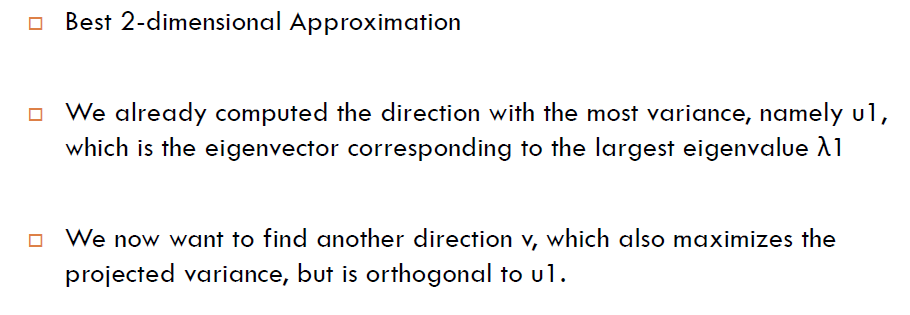 Best 2-dimensional Approximation
We already computed the direction with the most variance, namely u1,
which is the eigenvector corresponding to the largest eigenvalue λ1
We now want to find another direction v, which also maximizes the
projected variance, but is orthogonal to u1.